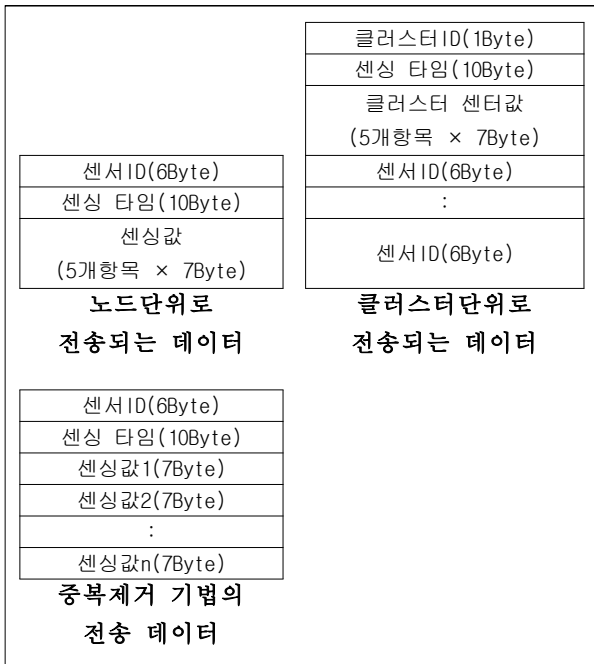 센서ID(6Byte)
센싱 타임(10Byte)
센싱값
(5개항목 × 7Byte)
노드단위로
전송되는 데이터
클러스터ID(1Byte)
센싱 타임(10Byte)
클러스터 센터값
(5개항목 × 7Byte)
센서ID(6Byte)
:
센서ID(6Byte)
클러스터단위로
전송되는 데이터
센서ID(6Byte)
센싱 타임(10Byte)
센싱값1(7Byte)
센싱값2(7Byte)
:
센싱값n(7Byte)
중복제거 기법의
전송 데이터